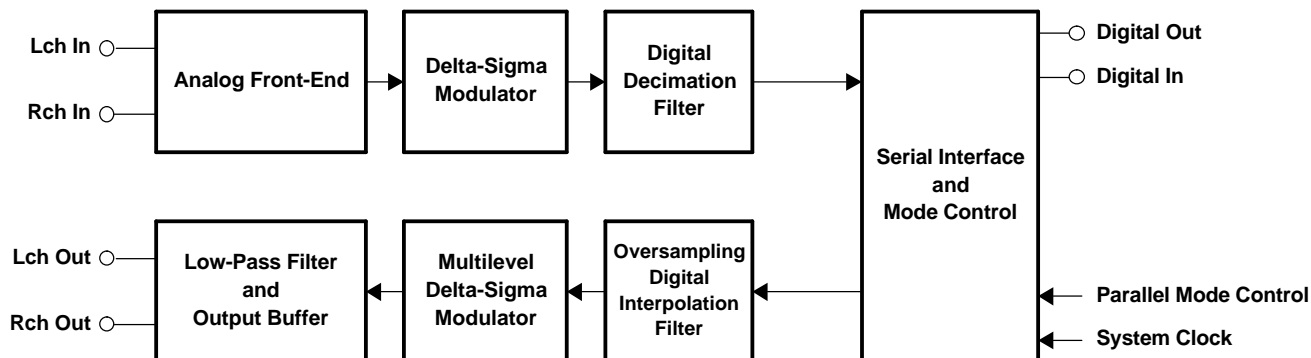 Lch In
Rch In
Analog Front-End
Delta-Sigma
Modulator
Digital
Decimation
Filter
Serial Interface
and
Mode Control
Digital Out
Digital In
Lch Out
Rch Out
Low-Pass Filter
and
Output Buffer
Multilevel
Delta-Sigma
Modulator
Oversampling
Digital
Interpolation
Filter
Parallel Mode Control
System Clock